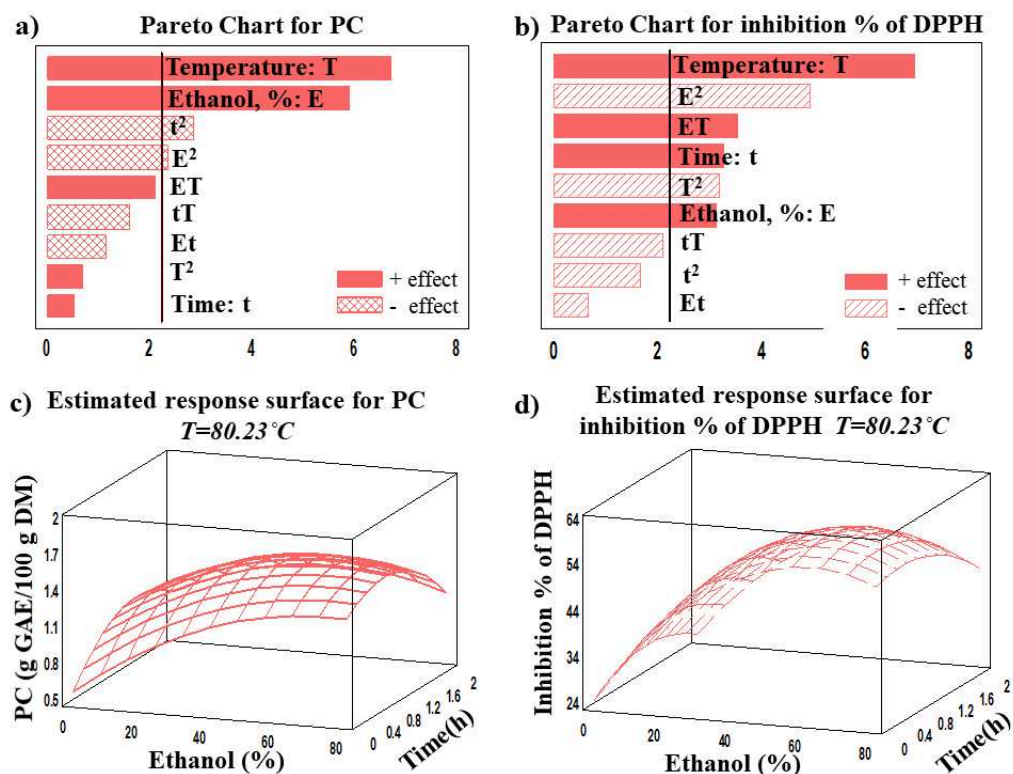 a)
Pareto Chart for PC
Temperature: T
Ethanol, %: E
t²
E²
ET
tT
Et
T²
Time: t
+ effect
- effect
0 2 4 6 8
b)
Pareto Chart for inhibition % of DPPH
Temperature: T
E²
ET
Time: t
T²
Ethanol, %: E
tT
t²
Et
+ effect
- effect
0 2 4 6 8
c)
Estimated response surface for PC
T=80.23°C
PC (g GAE/100 g DM)
2
1.7
1.4
1.1
0.8
0.5
0 20 40 60 80
Ethanol (%)
0 0.4 0.8 1.2 1.6 2
Time(h)
d)
Estimated response surface for
inhibition % of DPPH T=80.23°C
Inhibition % of DPPH
64
54
44
34
24
0 20 40 60 80
Ethanol (%)
0 0.4 0.8 1.2 1.6 2
Time(h)